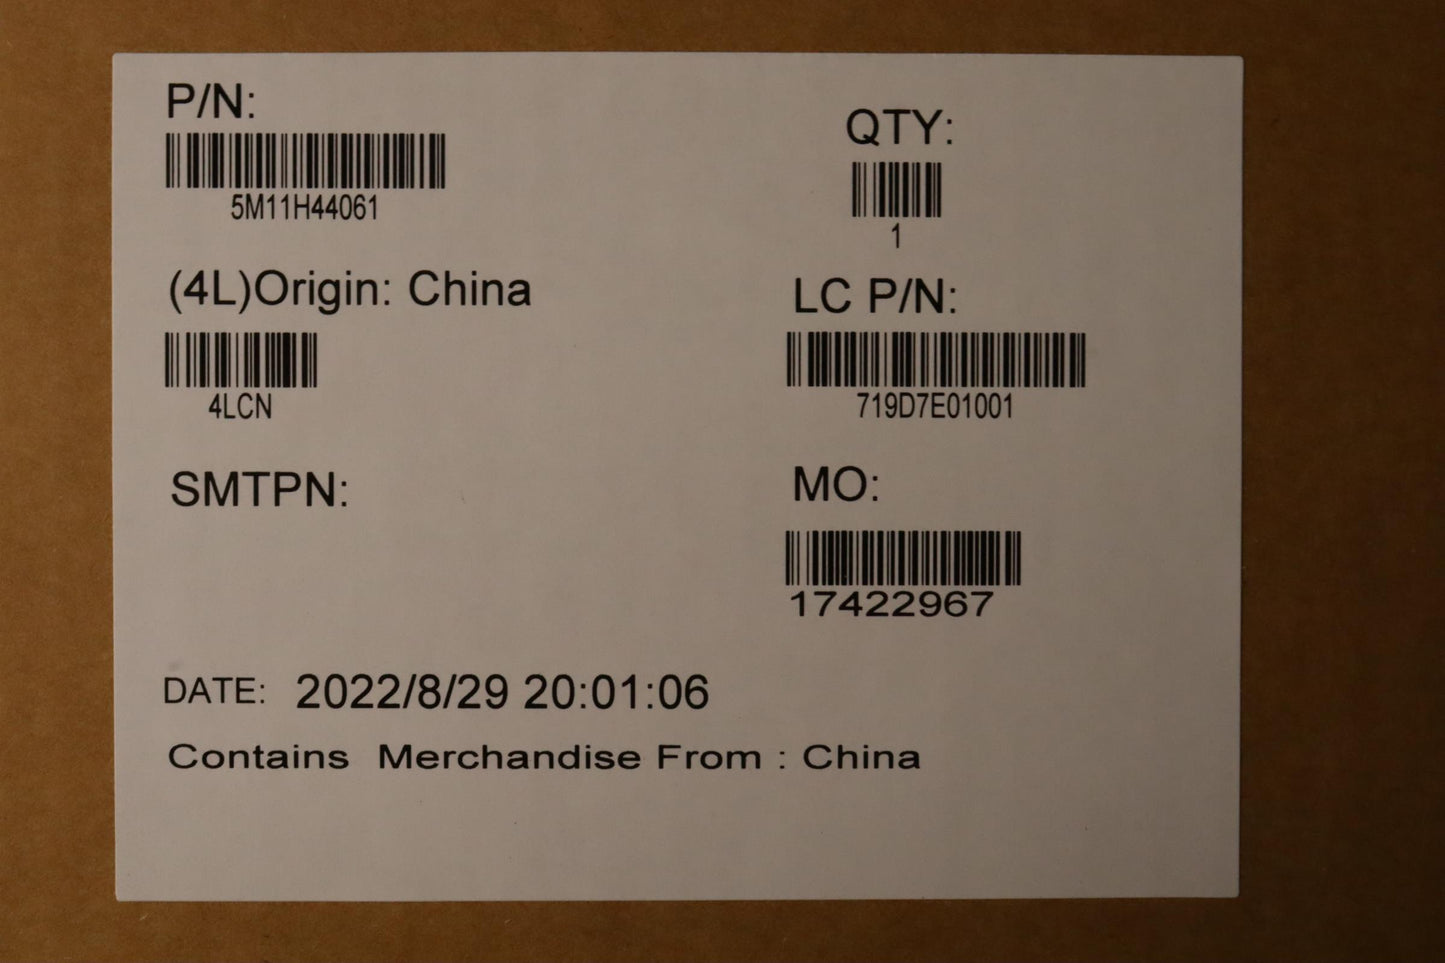 P/N:
5M11H44061
QTY:
1
(4L)Origin: China
4LCN
LC P/N:
719D7E01001
SMTPN:
MO:
17422967
DATE: 2022/8/29 20:01:06
Contains Merchandise From : China